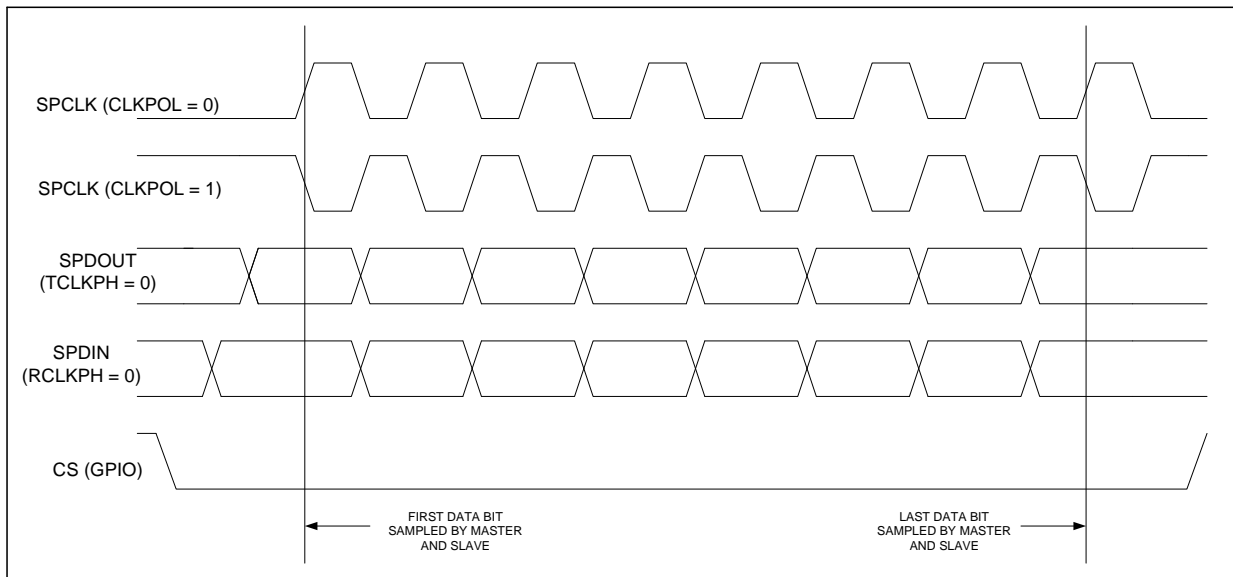 SPCLK (CLKPOL = 0)
SPCLK (CLKPOL = 1)
SPDOUT
(TCLKPH = 0)
SPDIN
(RCLKPH = 0)
CS (GPIO)
FIRST DATA BIT
SAMPLED BY MASTER
AND SLAVE
LAST DATA BIT
SAMPLED BY MASTER
AND SLAVE